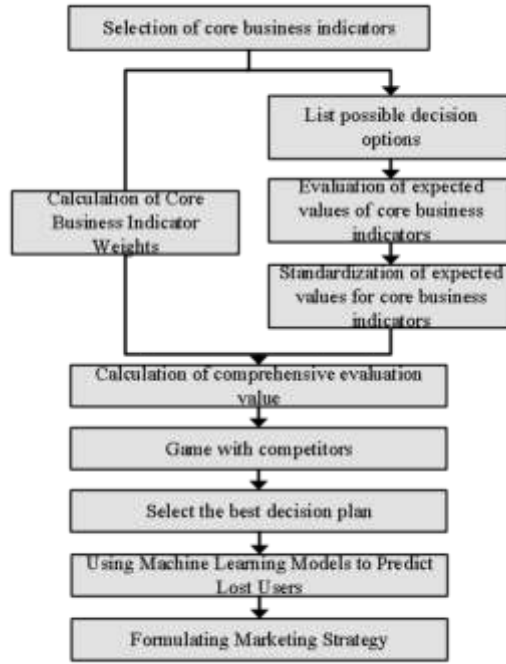 Selection of core business indicators
List possible decision
options
Calculation of Core
Business Indicator
Weights
Evaluation of expected
values of core business
indicators
Standardization of expected
values for core business
indicators
Calculation of comprehensive evaluation
value
Game with competitors
Select the best decision plan
Using Machine Learning Models to Predict
Lost Users
Formulating Marketing Strategy